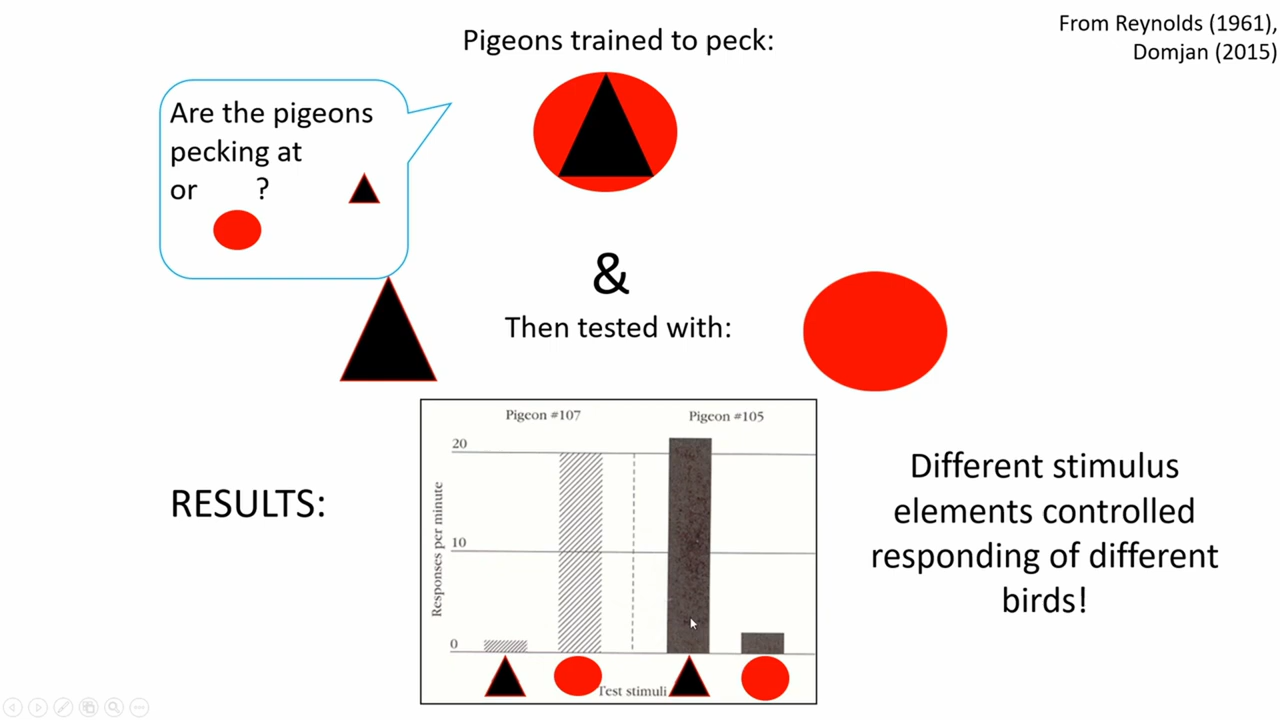 Pigeons trained to peck:
From Reynolds (1961),
Domjan (2015)
Are the pigeons
pecking at
or ?
&
Then tested with:
RESULTS:
Pigeon #107
Pigeon #105
20
10
0
Responses per minute
Test stimuli
Different stimulus
elements controlled
responding of different
birds!